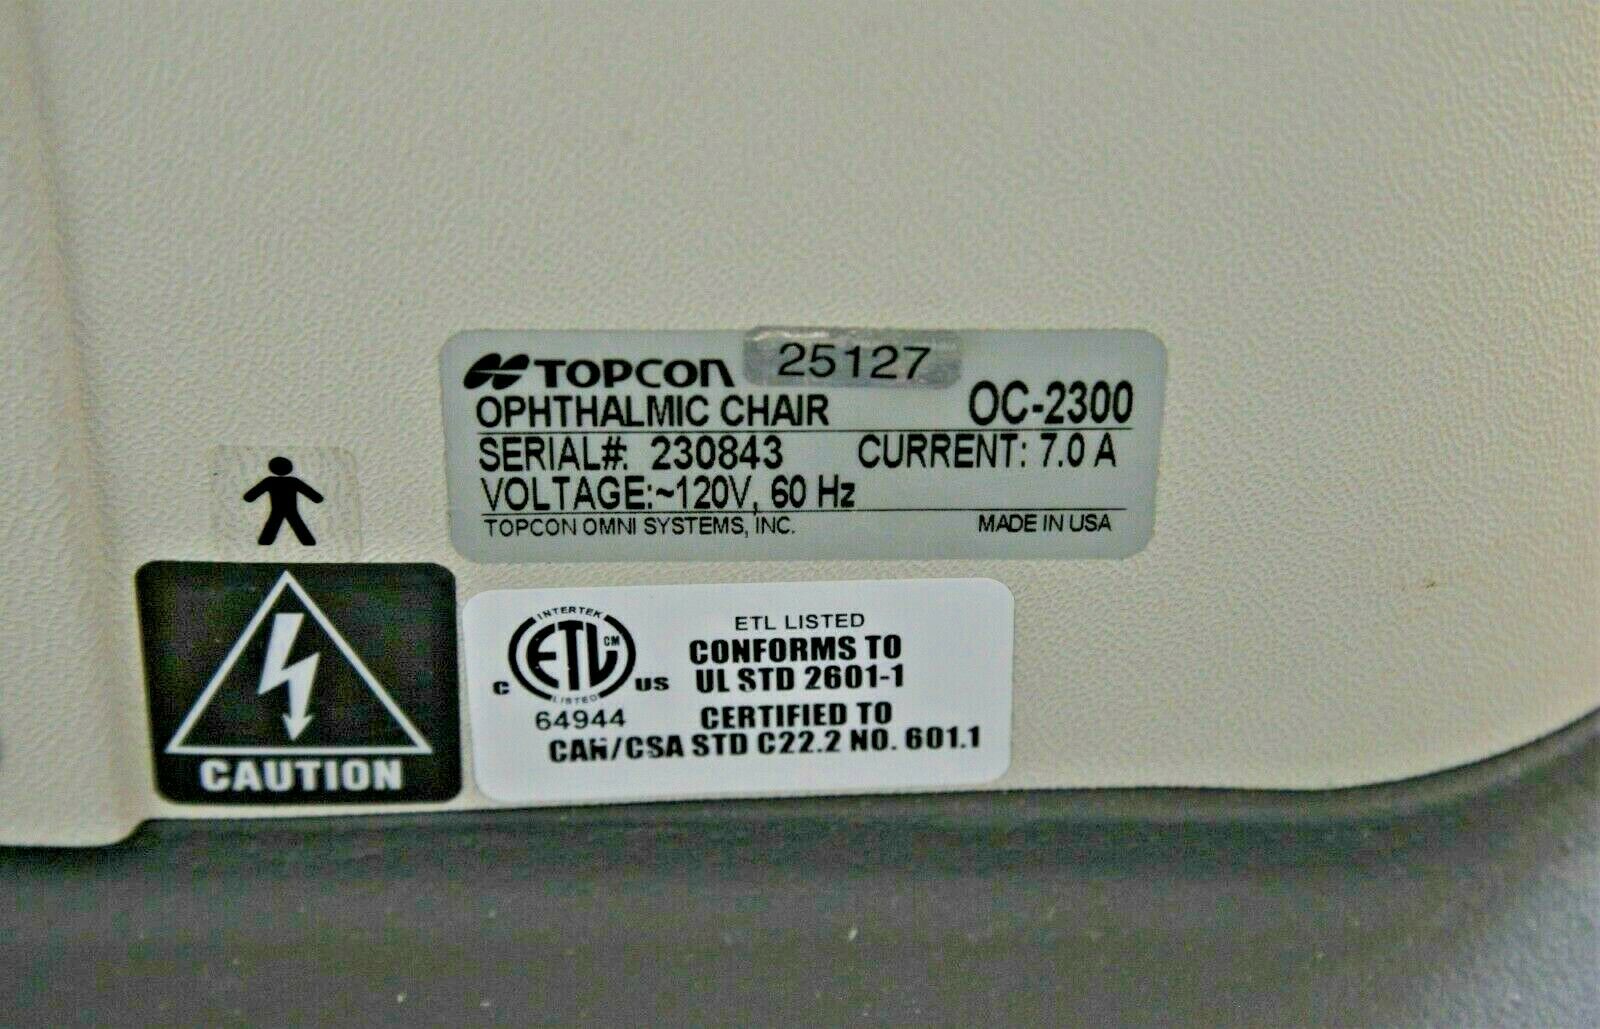 TOPCON 25127
OPHTHALMIC CHAIR OC-2300
SERIAL#: 230843 CURRENT: 7.0 A
VOLTAGE:~120V, 60 Hz
TOPCON OMNI SYSTEMS, INC. MADE IN USA
CAUTION
INTERTEK
ETL CM
C US
LISTED
64944
ETL LISTED
CONFORMS TO
UL STD 2601-1
CERTIFIED TO
CAN/CSA STD C22.2 NO. 601.1